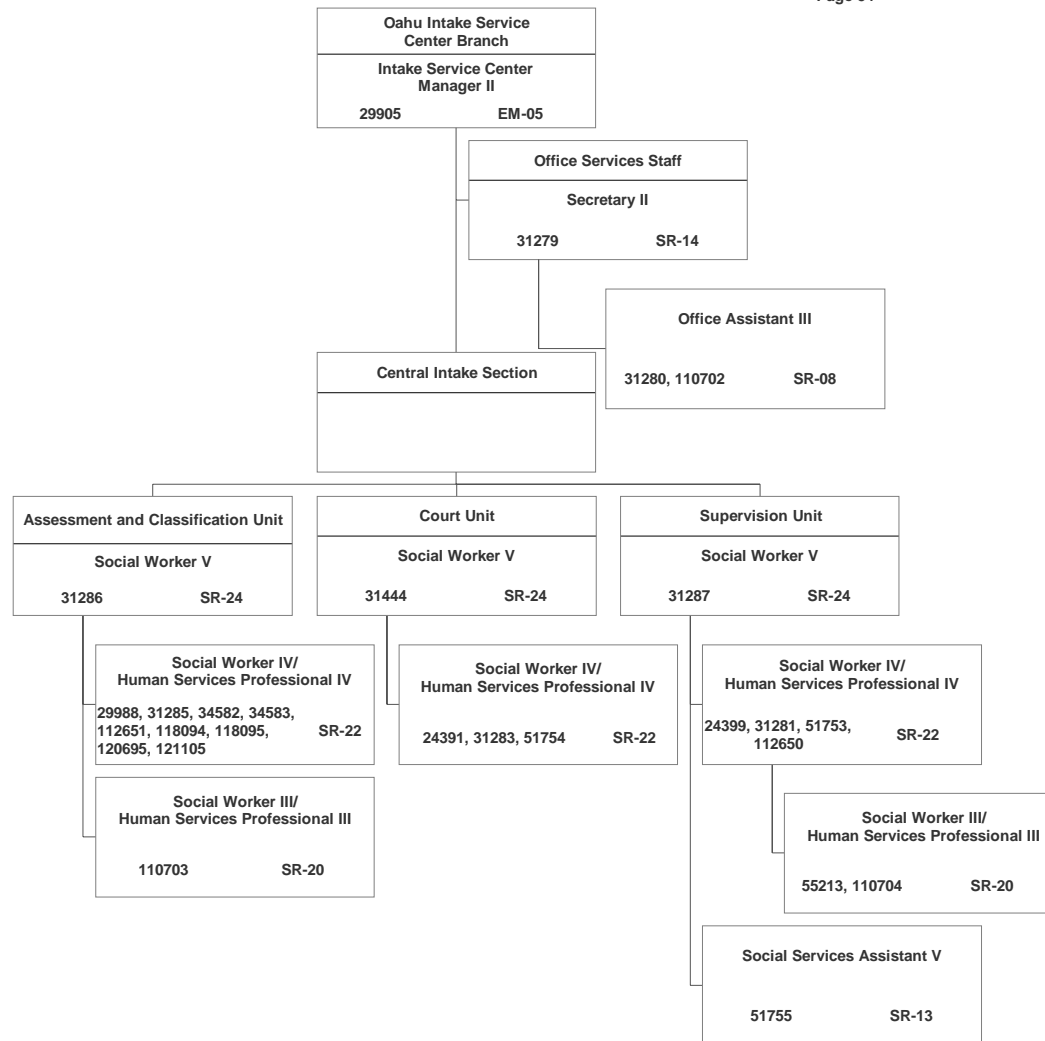 Oahu Intake Service
Center Branch
Intake Service Center
Manager II
29905 EM-05
Office Services Staff
Secretary II
31279 SR-14
Office Assistant III
31280, 110702 SR-08
Central Intake Section
Assessment and Classification Unit
Social Worker V
31286 SR-24
Court Unit
Social Worker V
31444 SR-24
Supervision Unit
Social Worker V
31287 SR-24
Social Worker IV/
Human Services Professional IV
29988, 31285, 34582, 34583,
112651, 118094, 118095, SR-22
120695, 121105
Social Worker IV/
Human Services Professional IV
24391, 31283, 51754 SR-22
Social Worker IV/
Human Services Professional IV
24399, 31281, 51753,
112650 SR-22
Social Worker III/
Human Services Professional III
110703 SR-20
Social Worker III/
Human Services Professional III
55213, 110704 SR-20
Social Services Assistant V
51755 SR-13